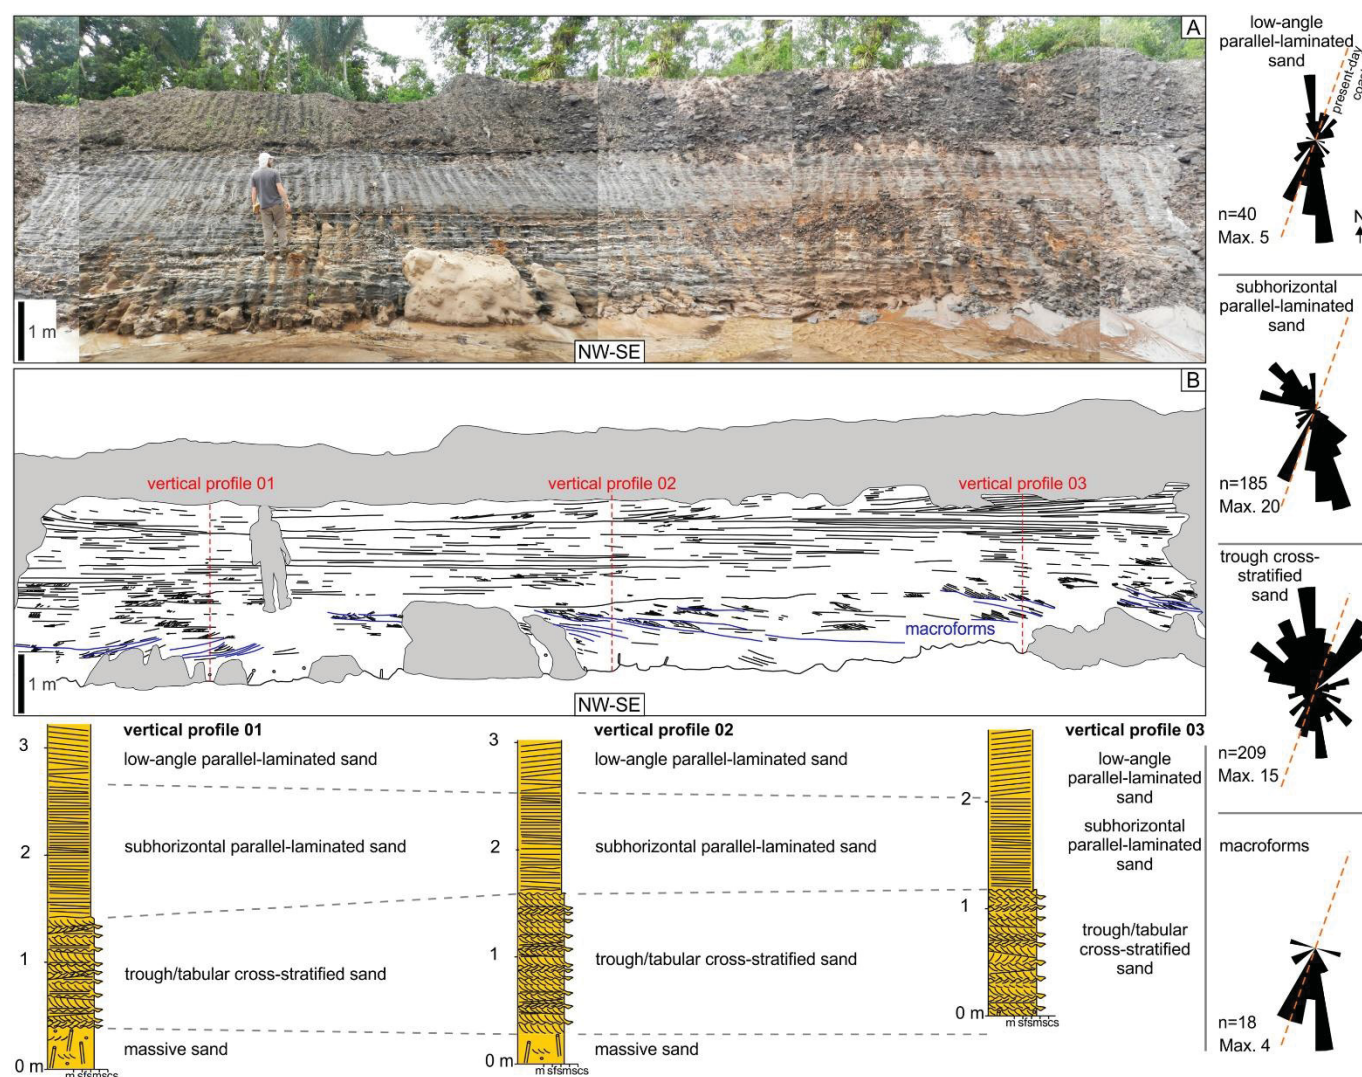 A
1 m
NW-SE
B
vertical profile 01
vertical profile 02
vertical profile 03
macroforms
1 m
NW-SE
vertical profile 01
3
low-angle parallel-laminated sand
2
subhorizontal parallel-laminated sand
1
trough/tabular cross-stratified sand
massive sand
0 m
m sfsmscs
vertical profile 02
3
low-angle parallel-laminated sand
2
subhorizontal parallel-laminated sand
1
trough/tabular cross-stratified sand
massive sand
0 m
m sfsmscs
vertical profile 03
low-angle
parallel-laminated
sand
2
subhorizontal
parallel-laminated
sand
1
trough/tabular
cross-stratified
sand
0 m
m sfsmscs
low-angle
parallel-laminated
sand
present-day
n=40
Max. 5
N
subhorizontal
parallel-laminated
sand
n=185
Max. 20
trough cross-
stratified
sand
n=209
Max. 15
macroforms
n=18
Max. 4